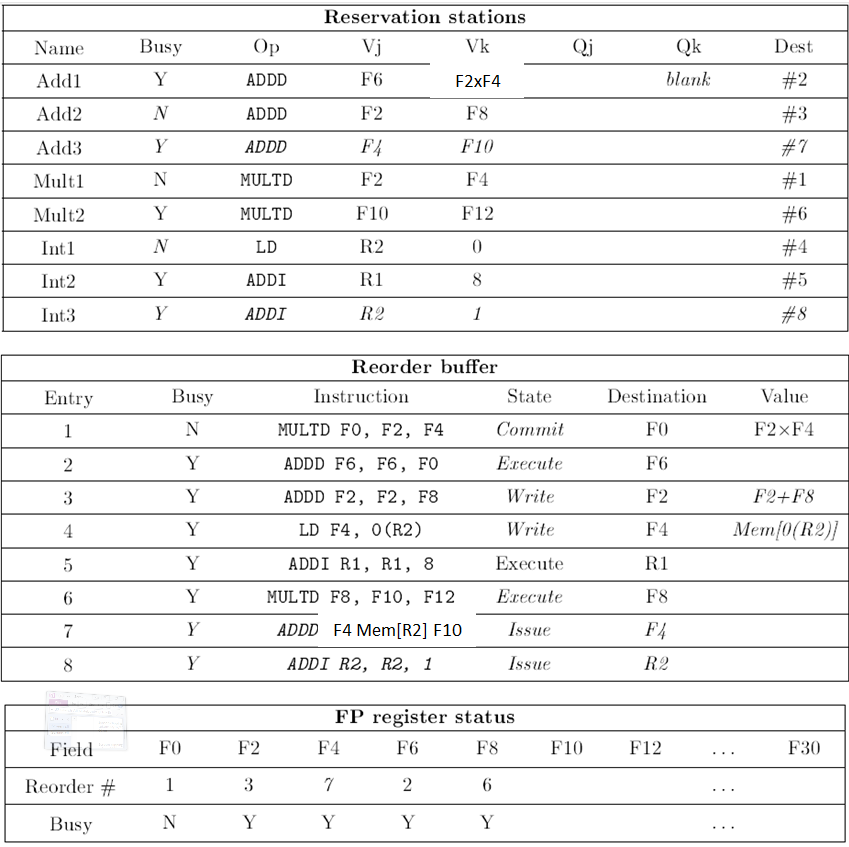 Reservation stations
Name Busy Op Vj Vk Qj Qk Dest
Add1 Y ADDD F6 F2xF4 blank #2
Add2 N ADDD F2 F8 #3
Add3 Y ADDD F4 F10 #7
Mult1 N MULTD F2 F4 #1
Mult2 Y MULTD F10 F12 #6
Int1 N LD R2 0 #4
Int2 Y ADDI R1 8 #5
Int3 Y ADDI R2 1 #8
Reorder buffer
Entry Busy Instruction State Destination Value
1 N MULTD F0, F2, F4 Commit F0 F2×F4
2 Y ADDD F6, F6, F0 Execute F6
3 Y ADDD F2, F2, F8 Write F2 F2+F8
4 Y LD F4, 0(R2) Write F4 Mem[0(R2)]
5 Y ADDI R1, R1, 8 Execute R1
6 Y MULTD F8, F10, F12 Execute F8
7 Y ADDD F4 Mem[R2] F10 Issue F4
8 Y ADDI R2, R2, 1 Issue R2
FP register status
Field F0 F2 F4 F6 F8 F10 F12 ... F30
Reorder # 1 3 7 2 6 ...
Busy N Y Y Y Y ...